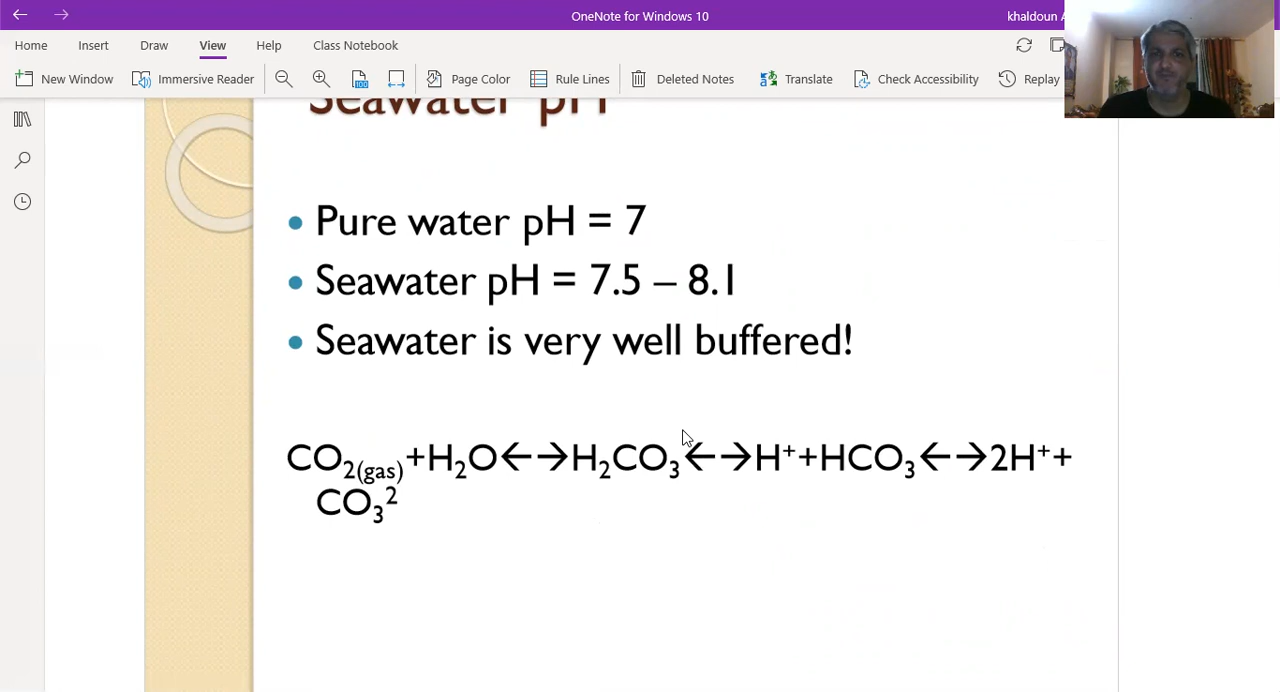 OneNote for Windows 10
khaldoun
Home Insert Draw View Help Class Notebook
New Window Immersive Reader Page Color Rule Lines Deleted Notes Translate Check Accessibility Replay
Seawater pH
• Pure water pH = 7
• Seawater pH = 7.5 – 8.1
• Seawater is very well buffered!
CO₂(gas)+H₂O←→H₂CO₃←→H⁺+HCO₃←→2H⁺+
CO₃²